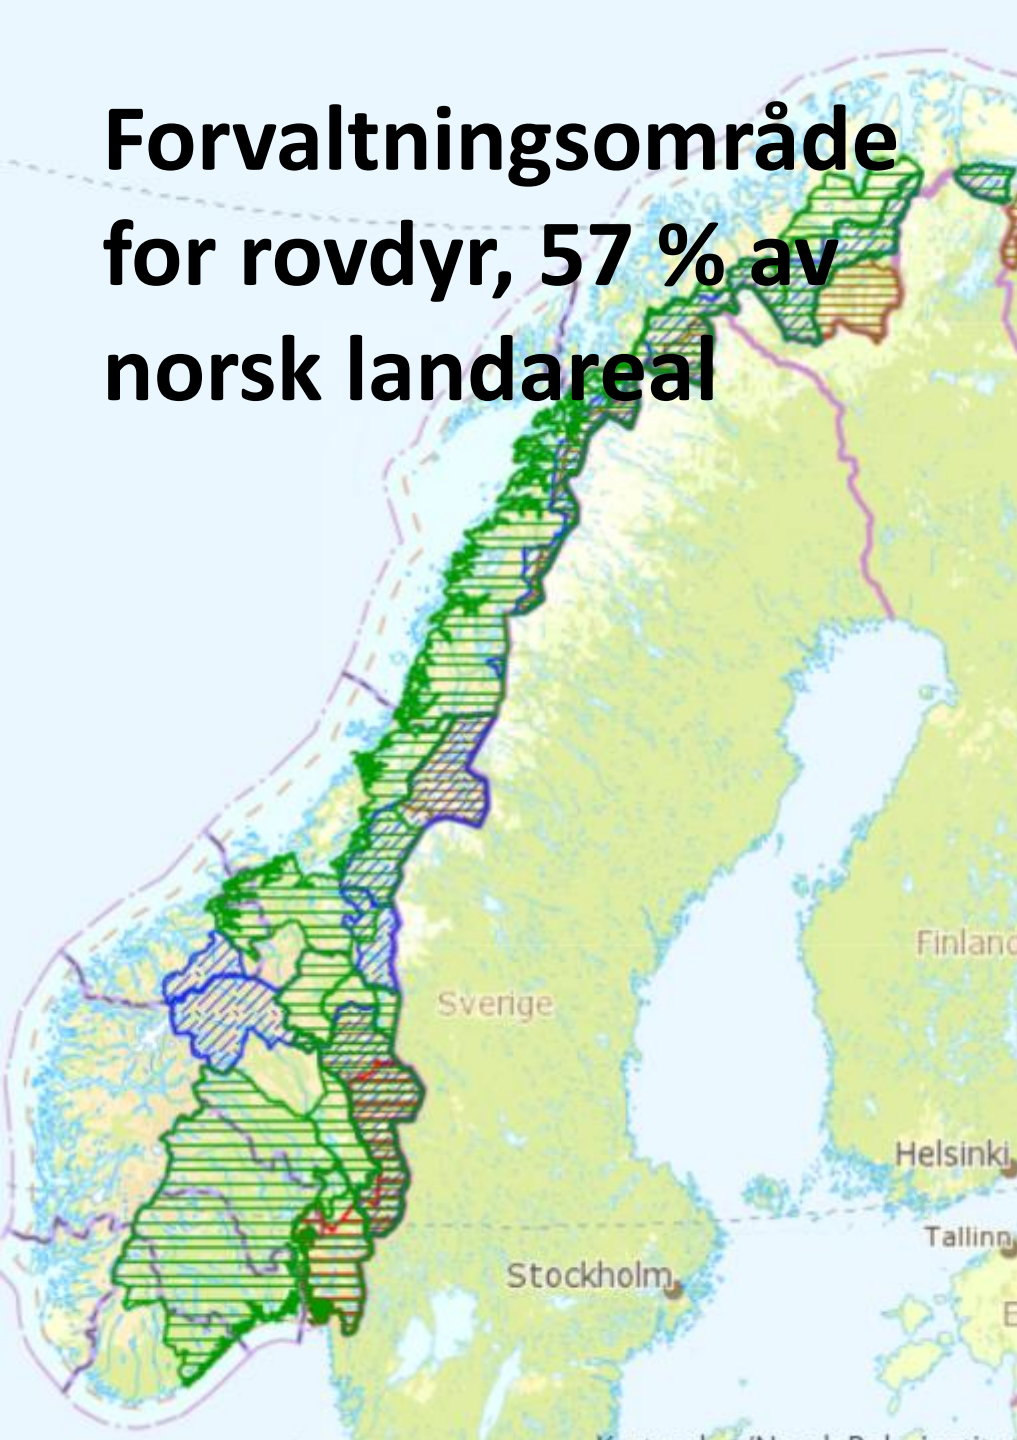 Forvaltningsområde
for rovdyr, 57 % av
norsk landareal
Finland
Sverige
Helsinki
Tallinn
Stockholm